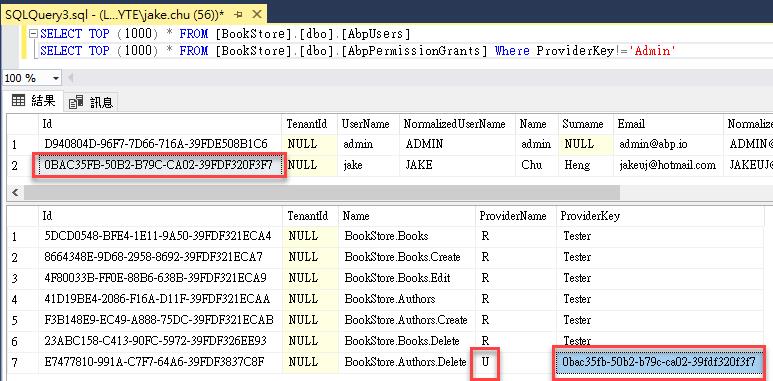 SQLQuery3.sql - (L...YTE\jake.chu (56))*
SELECT TOP (1000) * FROM [BookStore].[dbo].[AbpUsers]
SELECT TOP (1000) * FROM [BookStore].[dbo].[AbpPermissionGrants] Where ProviderKey!='Admin'
100 %
結果 訊息
Id TenantId UserName NormalizedUserName Name Surname Email Normalize
1 D940804D-96F7-7D66-716A-39FDE508B1C6 NULL admin ADMIN admin NULL admin@abp.io ADMIN@
2 0BAC35FB-50B2-B79C-CA02-39FDF320F3F7 NULL jake JAKE Chu Heng jakeuj@hotmail.com JAKEUJ@
Id TenantId Name ProviderName ProviderKey
1 5DCD0548-BFE4-1E11-9A50-39FDF321ECA4 NULL BookStore.Books R Tester
2 8664348E-9D68-2958-8692-39FDF321ECA7 NULL BookStore.Books.Create R Tester
3 4F80033B-FF0E-88B6-638B-39FDF321ECA9 NULL BookStore.Books.Edit R Tester
4 41D19BE4-2086-F16A-D11F-39FDF321ECAA NULL BookStore.Authors R Tester
5 F3B148E9-EC49-A888-75DC-39FDF321ECAB NULL BookStore.Authors.Create R Tester
6 23ABC158-C413-90FC-5972-39FDF326EE93 NULL BookStore.Books.Delete R Tester
7 E7477810-991A-C7F7-64A6-39FDF3837C8F NULL BookStore.Authors.Delete U 0bac35fb-50b2-b79c-ca02-39fdf320f3f7